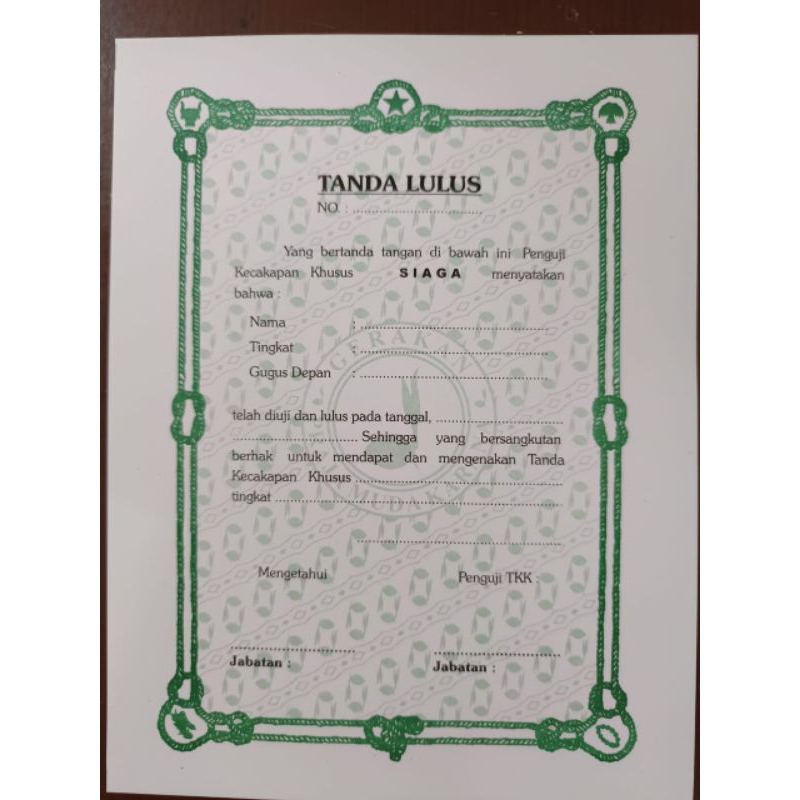 TANDA LULUS
NO. : ....................................
Yang bertanda tangan di bawah ini Penguji
Kecakapan Khusus SIAGA menyatakan
bahwa :
Nama : ....................................
Tingkat : ....................................
Gugus Depan : ....................................
telah diuji dan lulus pada tanggal, ....................................
.................................... Sehingga yang bersangkutan
berhak untuk mendapat dan mengenakan Tanda
Kecakapan Khusus ....................................
tingkat ....................................
....................................
Mengetahui Penguji TKK :
.................................... ....................................
Jabatan : Jabatan :
GERAKAN